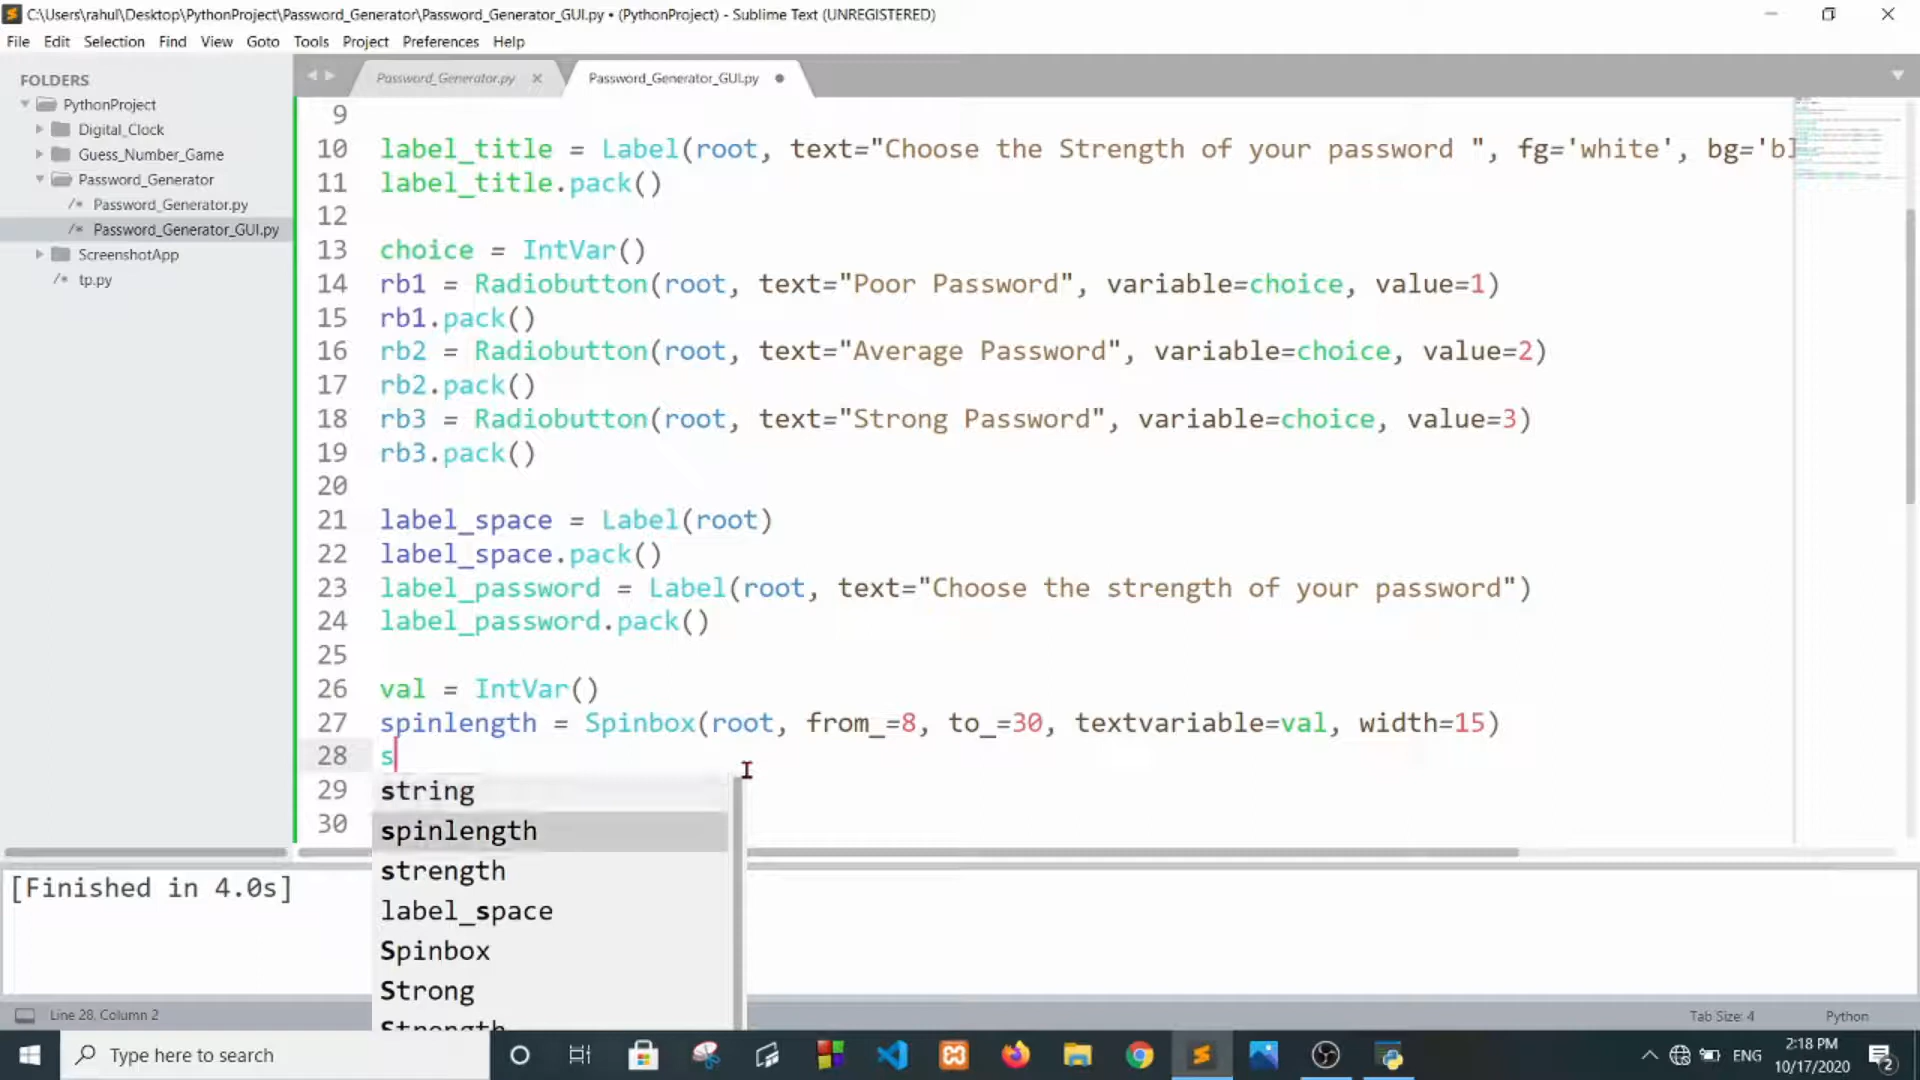 C:\Users\rahul\Desktop\PythonProject\Password_Generator\Password_Generator_GUI.py • (PythonProject) - Sublime Text (UNREGISTERED)
File Edit Selection Find View Goto Tools Project Preferences Help
FOLDERS
PythonProject
Digital_Clock
Guess_Number_Game
Password_Generator
/* Password_Generator.py
/* Password_Generator_GUI.py
ScreenshotApp
/* tp.py
Password_Generator.py Password_Generator_GUI.py
9
10 label_title = Label(root, text="Choose the Strength of your password ", fg='white', bg='bl
11 label_title.pack()
12
13 choice = IntVar()
14 rb1 = Radiobutton(root, text="Poor Password", variable=choice, value=1)
15 rb1.pack()
16 rb2 = Radiobutton(root, text="Average Password", variable=choice, value=2)
17 rb2.pack()
18 rb3 = Radiobutton(root, text="Strong Password", variable=choice, value=3)
19 rb3.pack()
20
21 label_space = Label(root)
22 label_space.pack()
23 label_password = Label(root, text="Choose the strength of your password")
24 label_password.pack()
25
26 val = IntVar()
27 spinlength = Spinbox(root, from_=8, to_=30, textvariable=val, width=15)
28 s
29
30
string
spinlength
strength
label_space
Spinbox
Strong
Strength
[Finished in 4.0s]
Line 28, Column 2 Tab Size: 4 Python
Type here to search
ENG
2:18 PM
10/17/2020
2